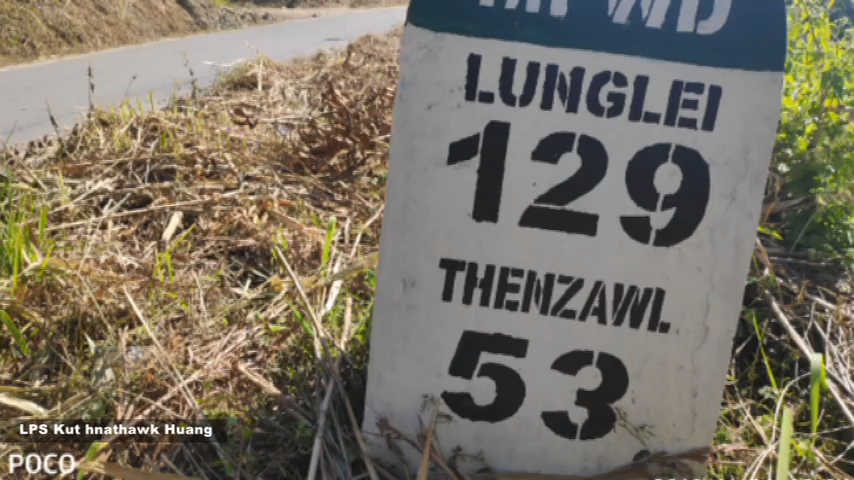 LUNGLEI
129
THENZAWL
53
LPS Kut hnathawk Huang
POCO